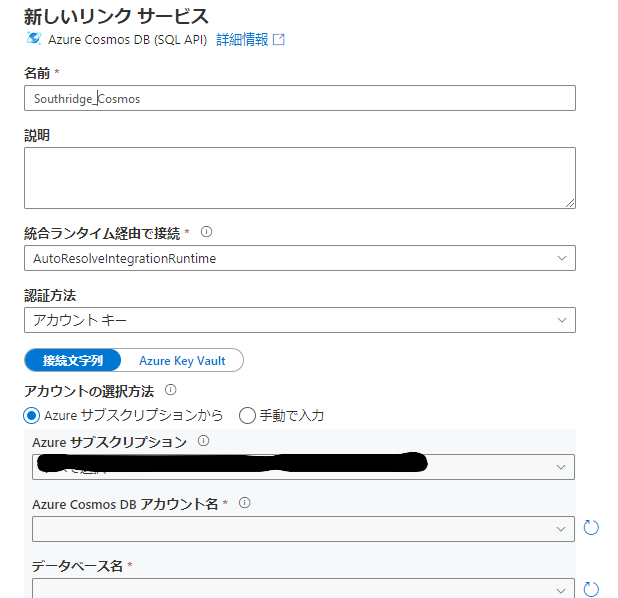 新しいリンク サービス
Azure Cosmos DB (SQL API) 詳細情報
名前 *
Southridge_Cosmos
説明
統合ランタイム経由で接続 *
AutoResolveIntegrationRuntime
認証方法
アカウント キー
接続文字列 Azure Key Vault
アカウントの選択方法
Azure サブスクリプションから 手動で入力
Azure サブスクリプション
Azure Cosmos DB アカウント名 *
データベース名 *